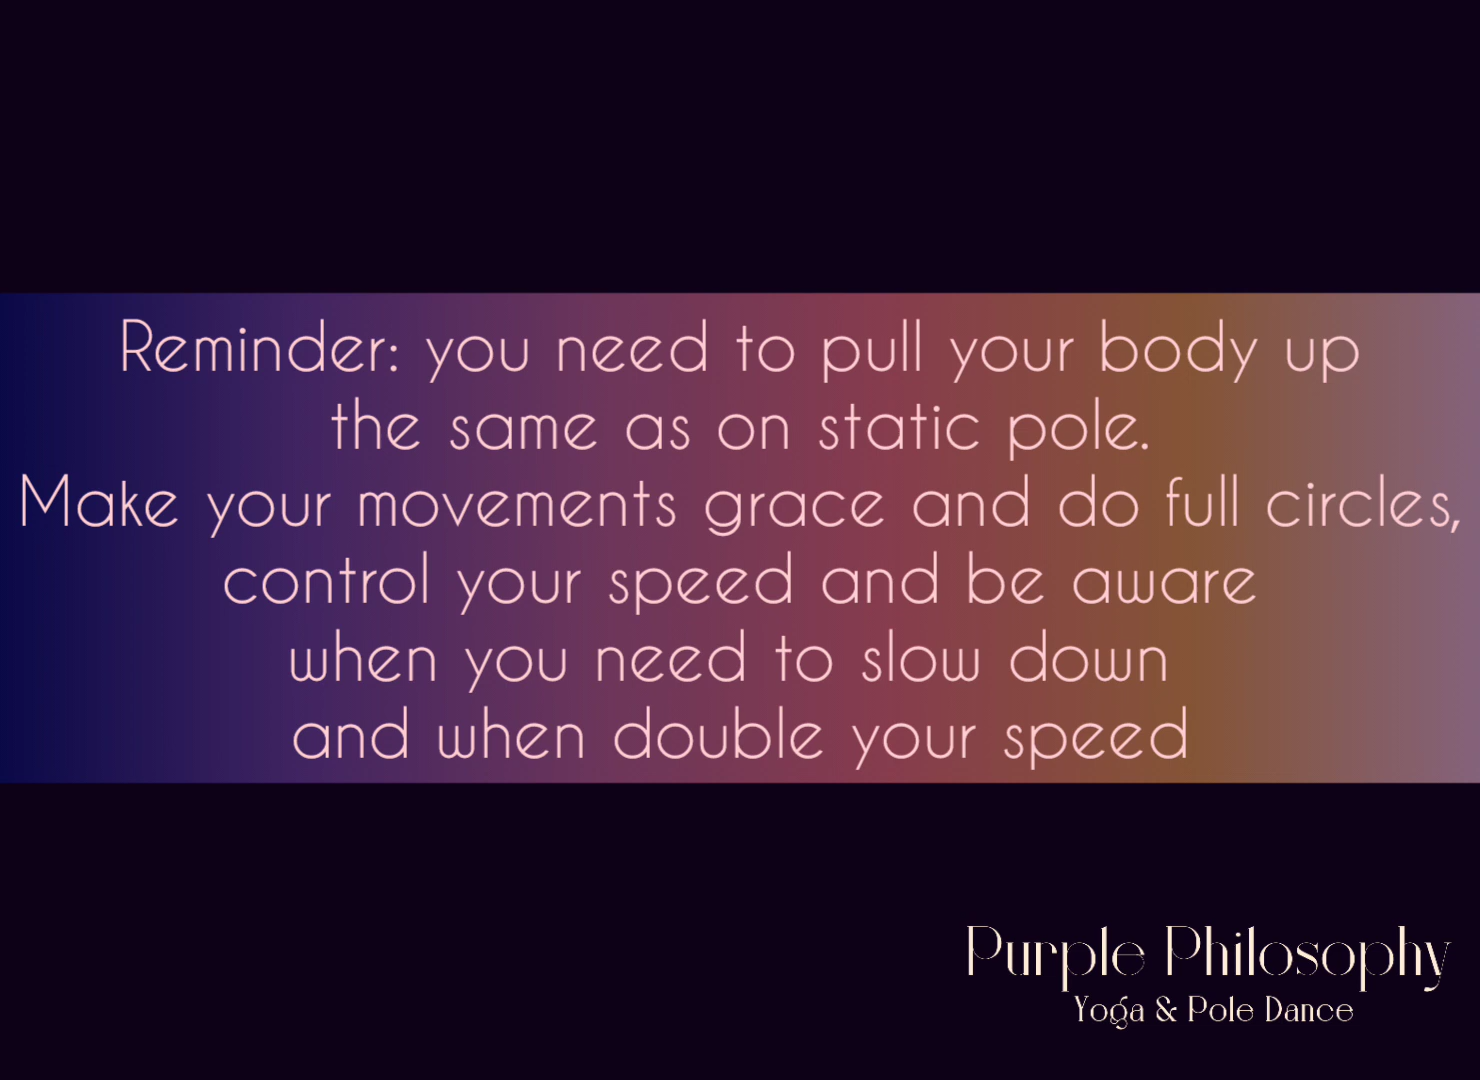 Reminder: you need to pull your body up
the same as on static pole.
Make your movements grace and do full circles,
control your speed and be aware
when you need to slow down
and when double your speed
Purple Philosophy
Yoga & Pole Dance